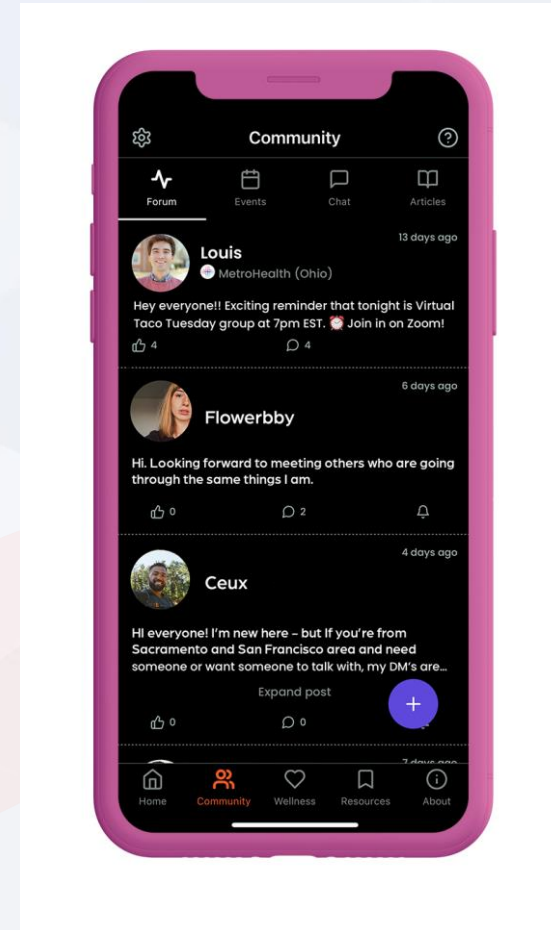 Community
Forum
Events
Chat
Articles
13 days ago
Louis
MetroHealth (Ohio)
Hey everyone!! Exciting reminder that tonight is Virtual
Taco Tuesday group at 7pm EST. ⏰ Join in on Zoom!
4
4
6 days ago
Flowerbby
Hi. Looking forward to meeting others who are going
through the same things I am.
0
2
4 days ago
Ceux
HI everyone! I'm new here – but If you're from
Sacramento and San Francisco area and need
someone or want someone to talk with, my DM's are...
Expand post
0
0
7 days ago
Home
Community
Wellness
Resources
About